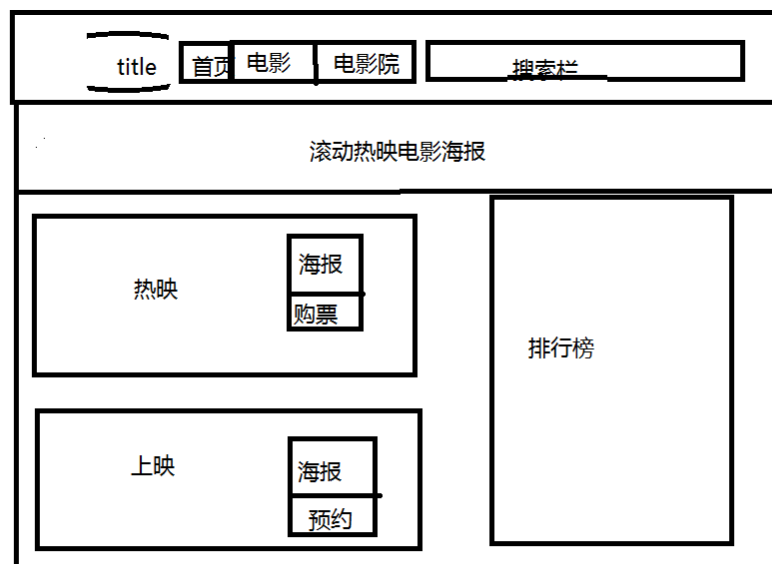 title 首页 电影 电影院 搜索栏
滚动热映电影海报
热映
海报
购票
排行榜
上映
海报
预约